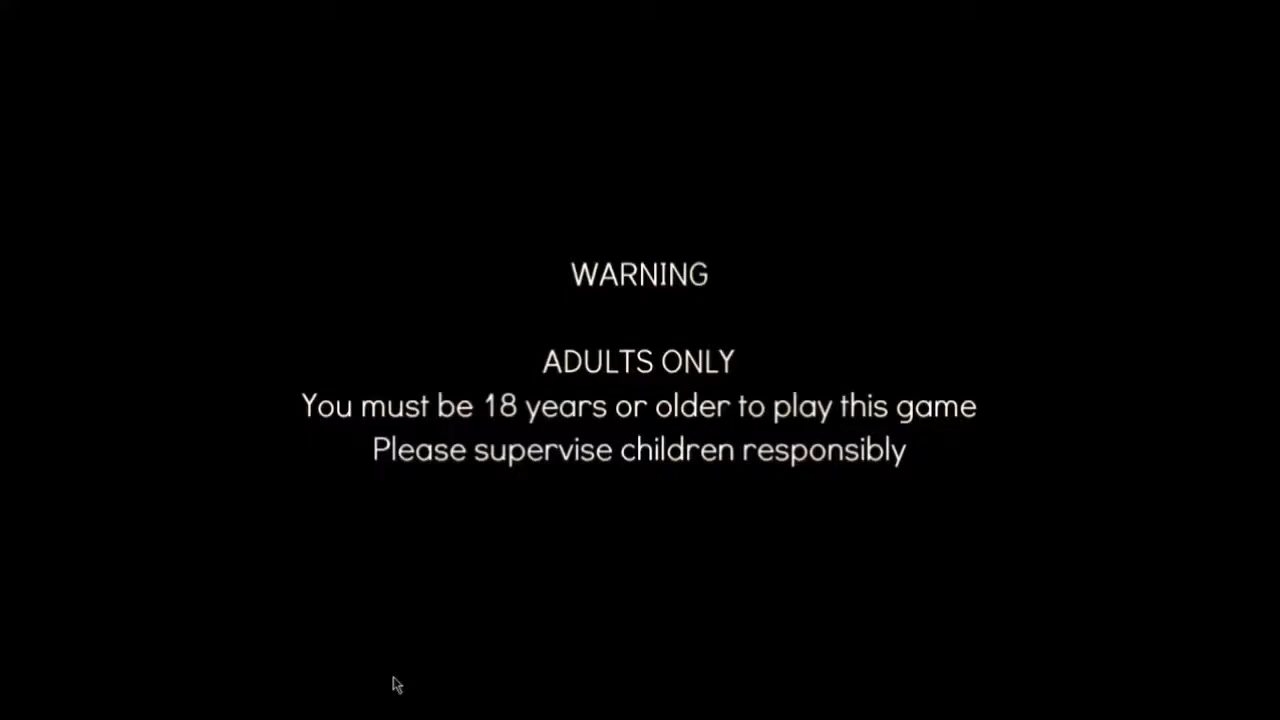 WARNING
ADULTS ONLY
You must be 18 years or older to play this game
Please supervise children responsibly